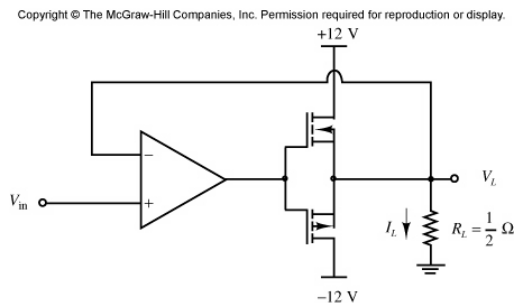 Copyright © The McGraw-Hill Companies, Inc. Permission required for reproduction or display.
+12 V
−
+
V_in
V_L
I_L
R_L = 1/2 Ω
−12 V